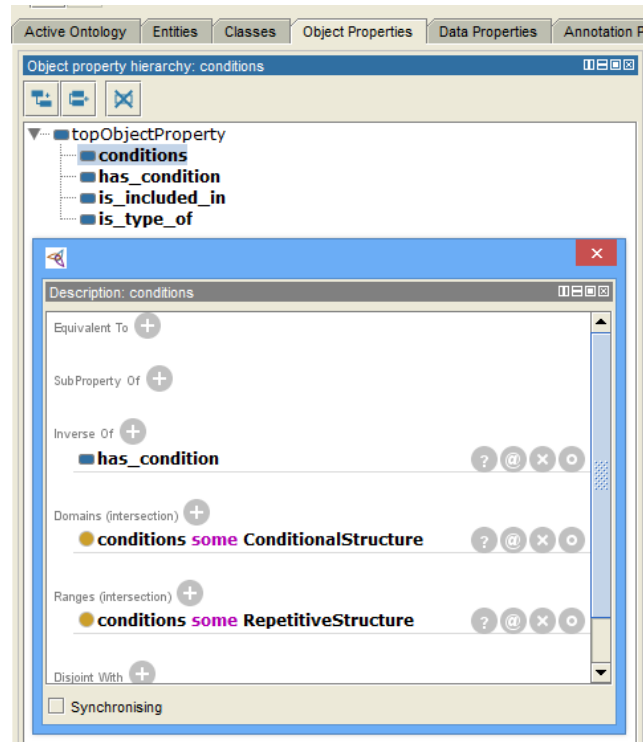 Active Ontology Entities Classes Object Properties Data Properties Annotation P
Object property hierarchy: conditions
topObjectProperty
conditions
has_condition
is_included_in
is_type_of
Description: conditions
Equivalent To
SubProperty Of
Inverse Of
has_condition
Domains (intersection)
conditions some ConditionalStructure
Ranges (intersection)
conditions some RepetitiveStructure
Disjoint With
Synchronising